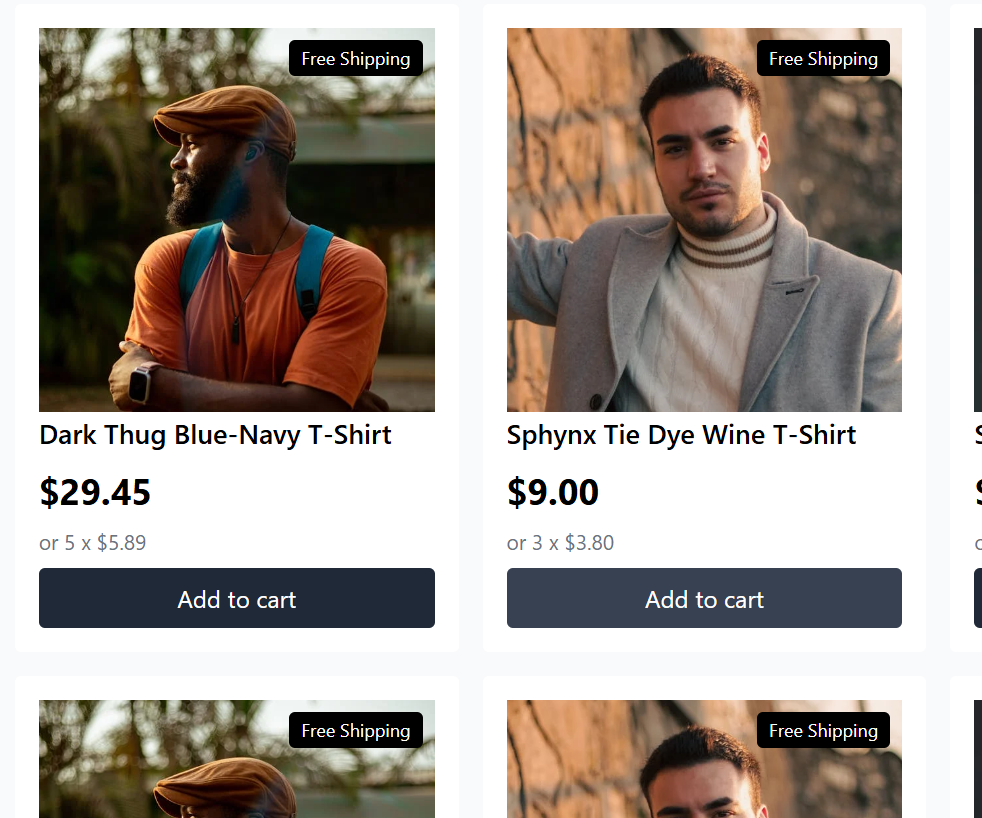 Free Shipping
Dark Thug Blue-Navy T-Shirt
$29.45
or 5 x $5.89
Add to cart
Free Shipping
Sphynx Tie Dye Wine T-Shirt
$9.00
or 3 x $3.80
Add to cart
Free Shipping
Free Shipping